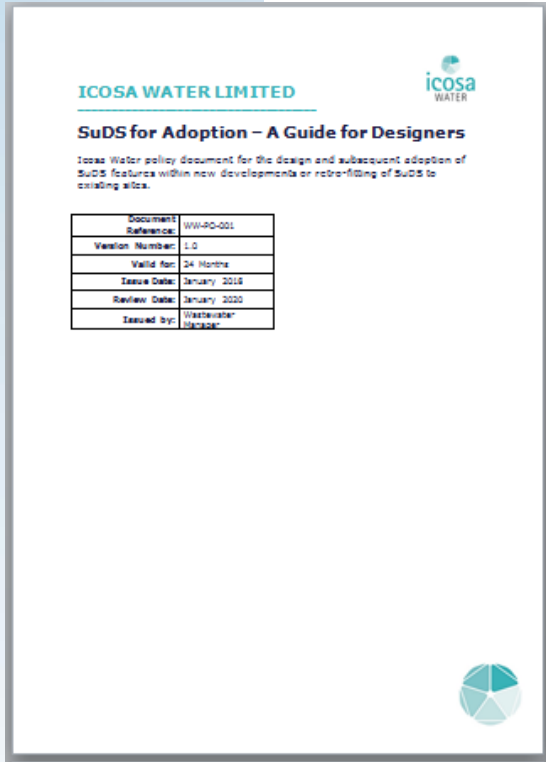 icosa
WATER
ICOSA WATER LIMITED
SuDS for Adoption – A Guide for Designers
Icosa Water policy document for the design and subsequent adoption of
SuDS features within new developments or retro-fitting of SuDS to
existing sites.
Document
Reference: WW-PO-001
Version Number: 1.0
Valid for: 24 Months
Issue Date: January 2018
Review Date: January 2020
Issued by: Wastewater
Manager